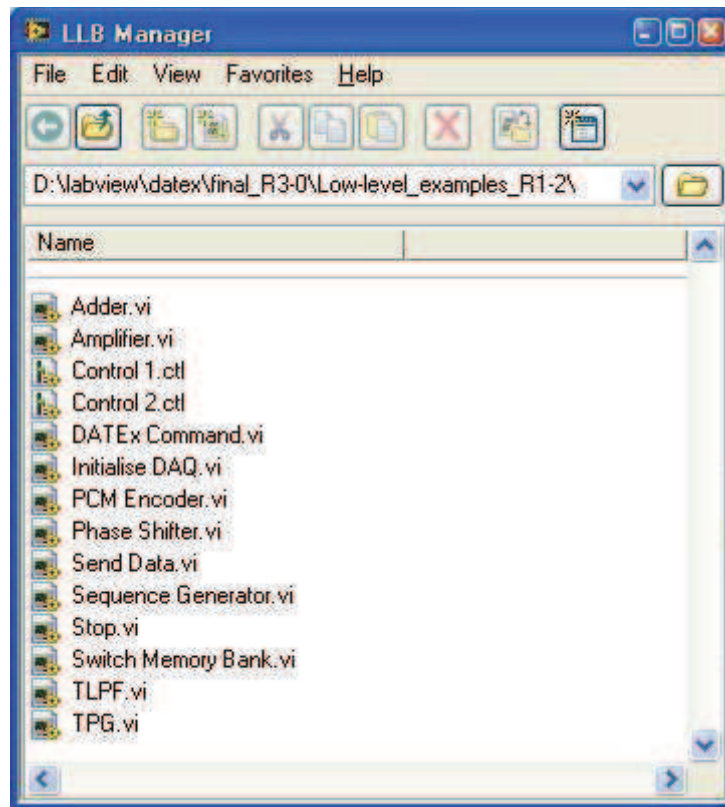 LLB Manager
File Edit View Favorites Help
D:\labview\datex\final_R3-0\Low-level_examples_R1-2\
Name
Adder.vi
Amplifier.vi
Control 1.ctl
Control 2.ctl
DATEx Command.vi
Initialise DAQ.vi
PCM Encoder.vi
Phase Shifter.vi
Send Data.vi
Sequence Generator.vi
Stop.vi
Switch Memory Bank.vi
TLPF.vi
TPG.vi